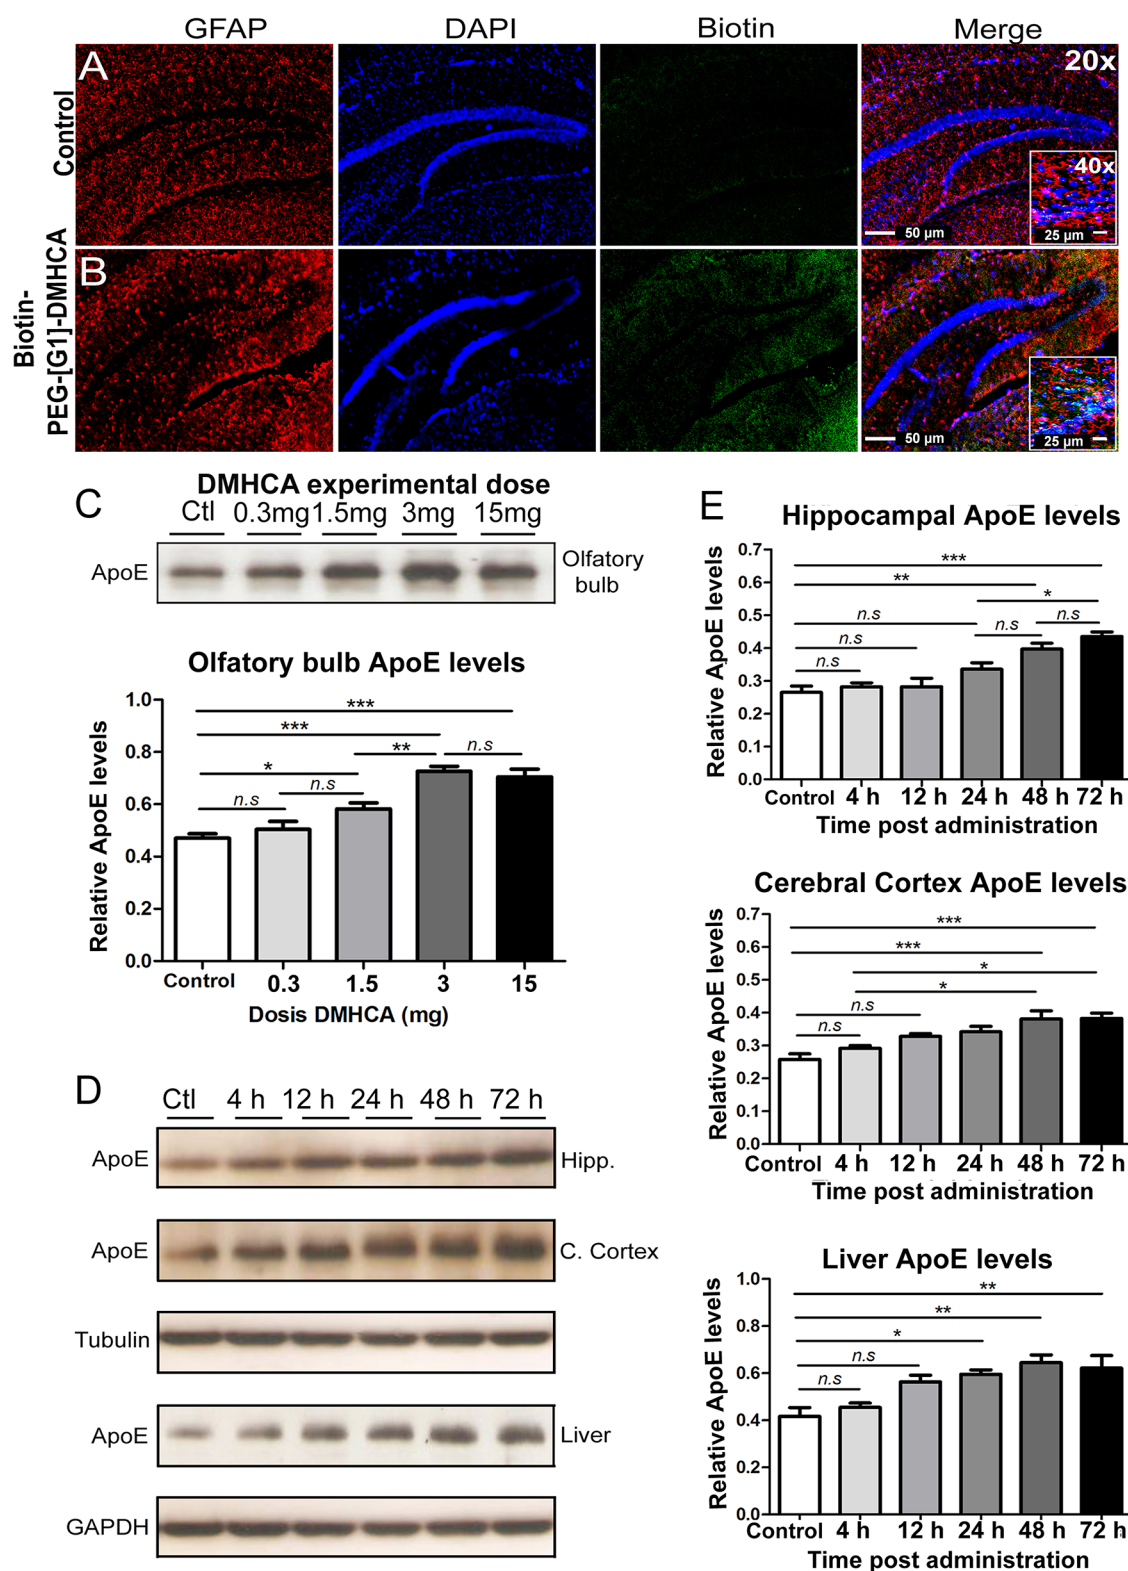 GFAP DAPI Biotin Merge
A
Control
20x
40x
50 µm
25 µm
B
Biotin-
PEG-[G1]-DMHCA
50 µm
25 µm
C
DMHCA experimental dose
Ctl 0.3mg 1.5mg 3mg 15mg
ApoE
Olfatory
bulb
Olfatory bulb ApoE levels
Relative ApoE levels
1.0
0.8
0.6
0.4
0.2
0.0
***
***
** n.s
*
n.s
n.s
Control 0.3 1.5 3 15
Dosis DMHCA (mg)
D
Ctl 4 h 12 h 24 h 48 h 72 h
ApoE Hipp.
ApoE C. Cortex
Tubulin
ApoE Liver
GAPDH
E
Hippocampal ApoE levels
Relative ApoE levels
0.7
0.6
0.5
0.4
0.3
0.2
0.1
0.0
***
**
*
n.s n.s n.s
n.s
n.s
Control 4 h 12 h 24 h 48 h 72 h
Time post administration
Cerebral Cortex ApoE levels
Relative ApoE levels
0.7
0.6
0.5
0.4
0.3
0.2
0.1
0.0
***
***
*
*
n.s
n.s
Control 4 h 12 h 24 h 48 h 72 h
Time post administration
Liver ApoE levels
Relative ApoE levels
1.0
0.8
0.6
0.4
0.2
0.0
**
**
*
n.s
n.s
Control 4 h 12 h 24 h 48 h 72 h
Time post administration